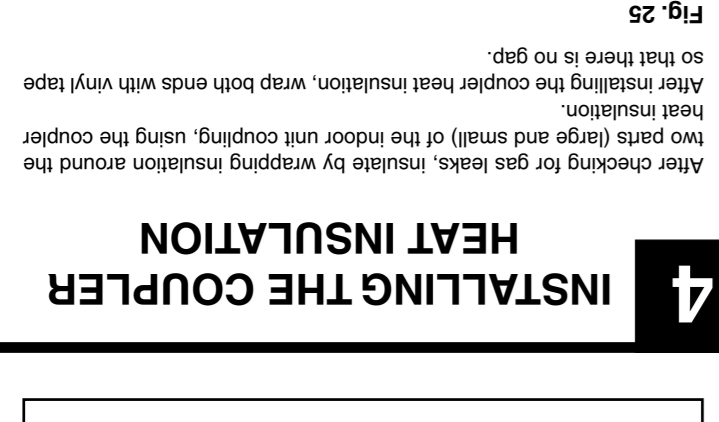 4
INSTALLING THE COUPLER
HEAT INSULATION
After checking for gas leaks, insulate by wrapping insulation around the
two parts (large and small) of the indoor unit coupling, using the coupler
heat insulation.
After installing the coupler heat insulation, wrap both ends with vinyl tape
so that there is no gap.
Fig. 25